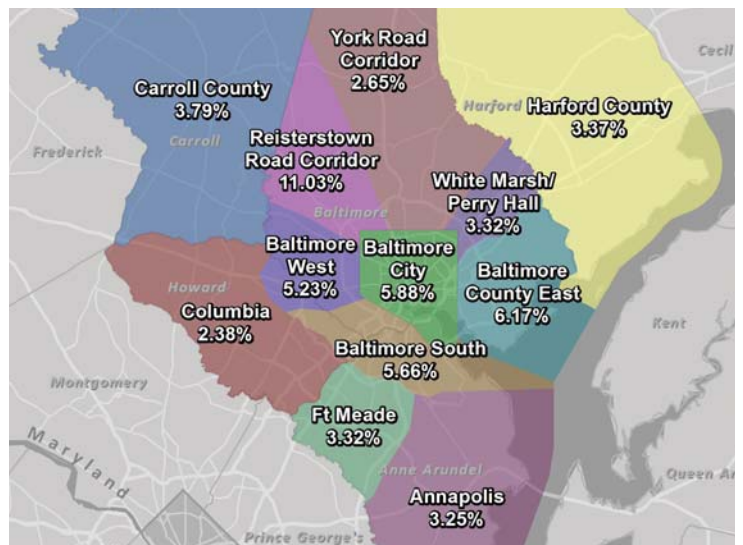 York Road
Corridor
2.65%
Cecil
Carroll County
3.79%
Harford
Harford County
3.37%
Carroll
Frederick
Reisterstown
Road Corridor
11.03%
White Marsh/
Perry Hall
3.32%
Baltimore
Baltimore
West
5.23%
Baltimore
City
5.88%
Baltimore
County East
6.17%
Howard
Columbia
2.38%
Kent
Baltimore South
5.66%
Montgomery
Ft Meade
3.32%
Maryland
Anne Arundel
Queen An
Annapolis
3.25%
Prince George's